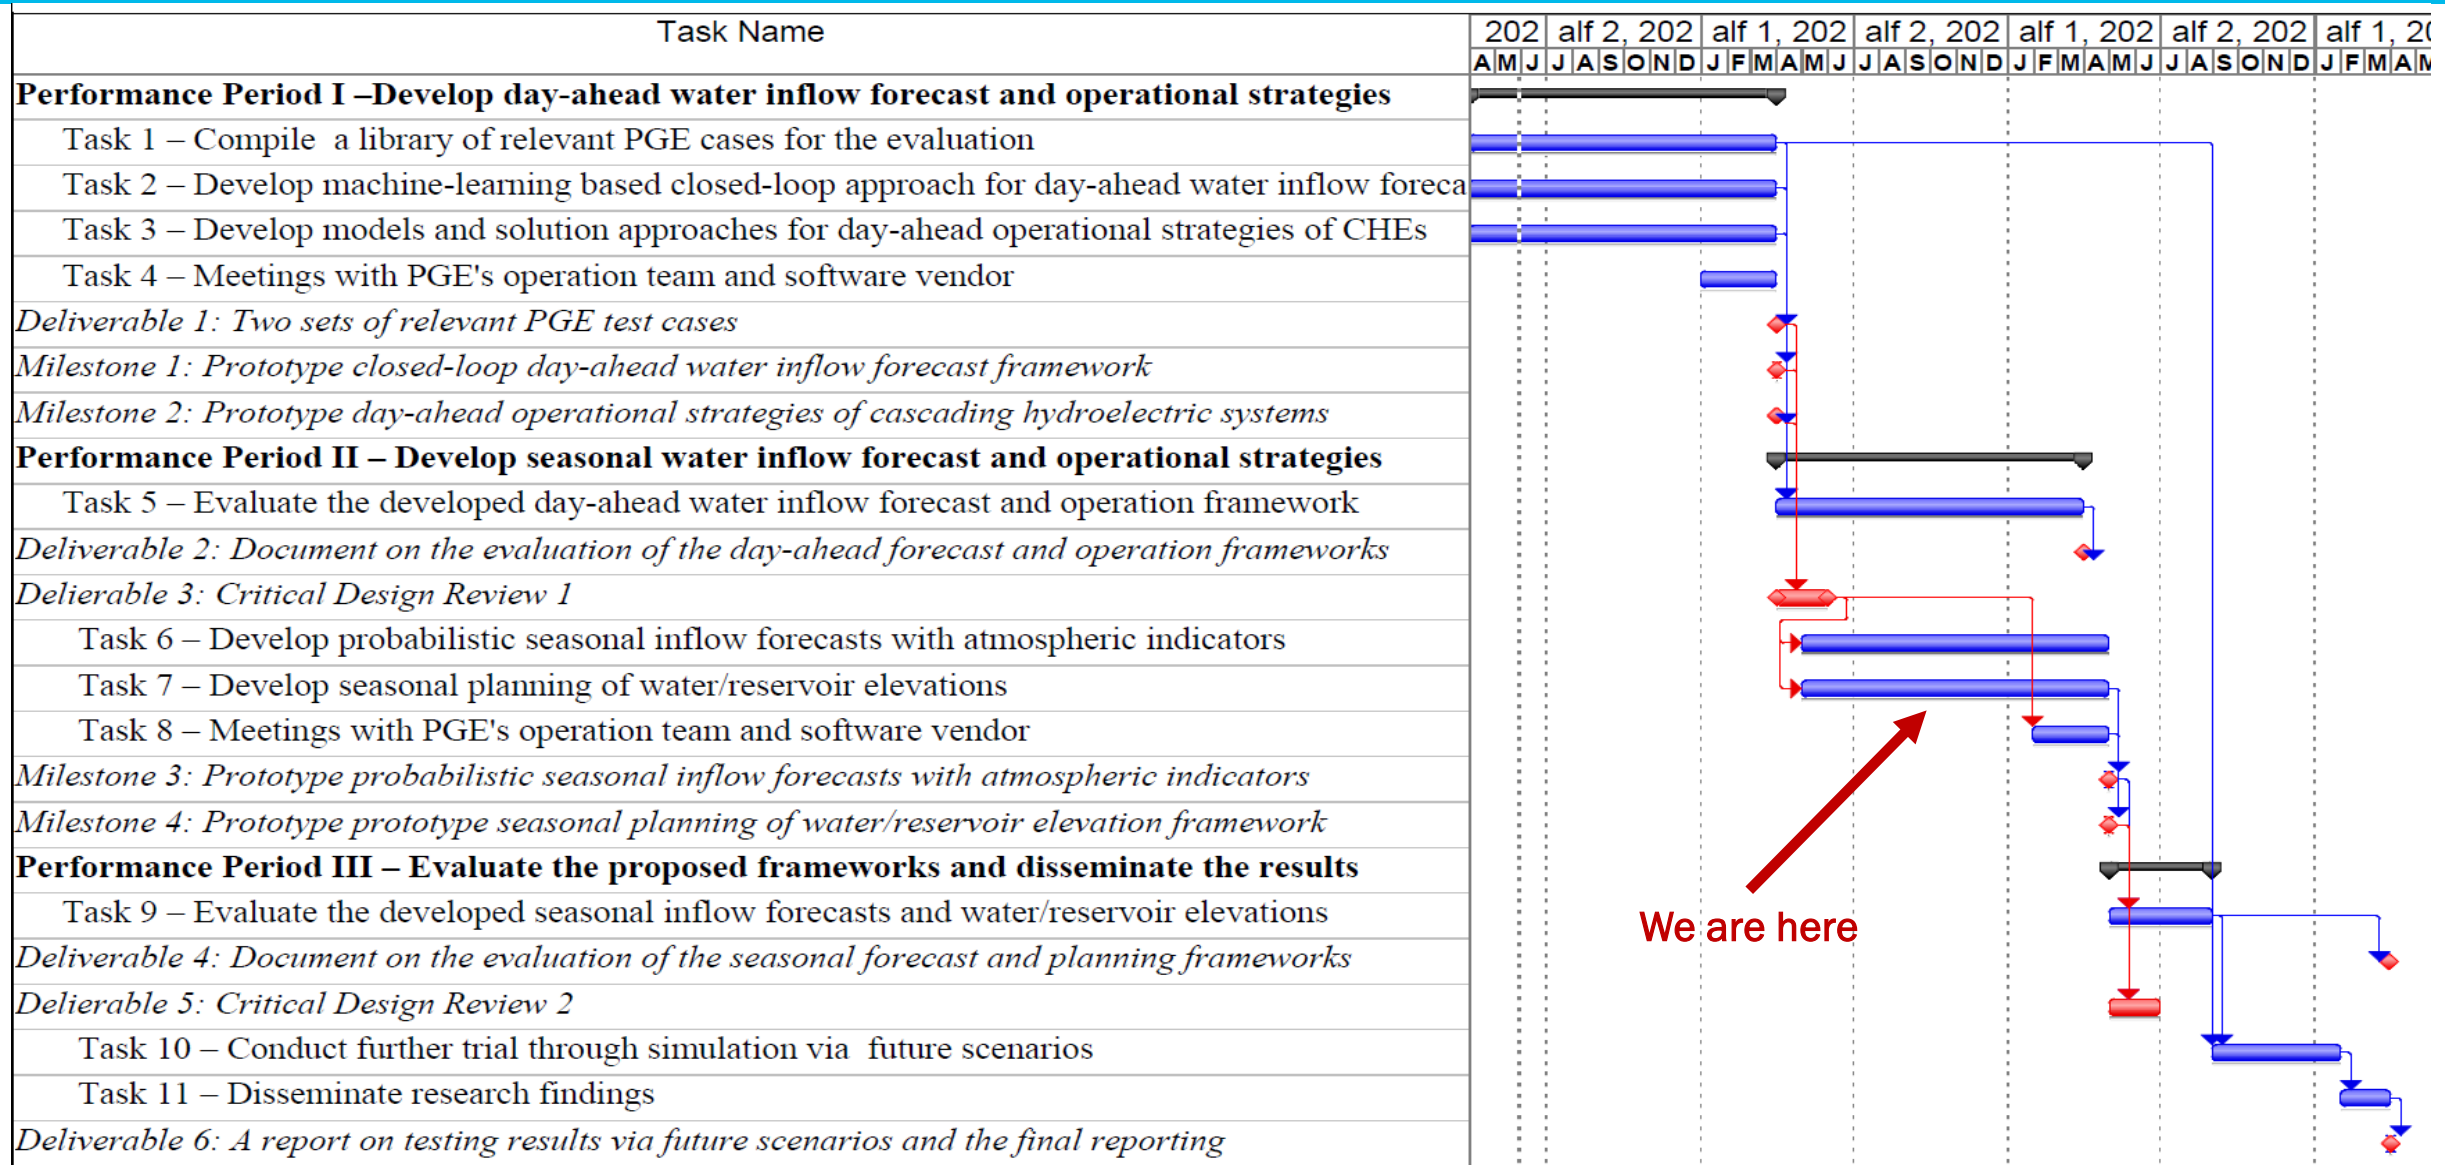 Task Name
202 alf 2, 202 alf 1, 202 alf 2, 202 alf 1, 202 alf 2, 202 alf 1, 20
A M J J A S O N D J F M A M J J A S O N D J F M A M J J A S O N D J F M A M
Performance Period I –Develop day-ahead water inflow forecast and operational strategies
Task 1 – Compile a library of relevant PGE cases for the evaluation
Task 2 – Develop machine-learning based closed-loop approach for day-ahead water inflow foreca
Task 3 – Develop models and solution approaches for day-ahead operational strategies of CHEs
Task 4 – Meetings with PGE's operation team and software vendor
Deliverable 1: Two sets of relevant PGE test cases
Milestone 1: Prototype closed-loop day-ahead water inflow forecast framework
Milestone 2: Prototype day-ahead operational strategies of cascading hydroelectric systems
Performance Period II – Develop seasonal water inflow forecast and operational strategies
Task 5 – Evaluate the developed day-ahead water inflow forecast and operation framework
Deliverable 2: Document on the evaluation of the day-ahead forecast and operation frameworks
Delierable 3: Critical Design Review 1
Task 6 – Develop probabilistic seasonal inflow forecasts with atmospheric indicators
Task 7 – Develop seasonal planning of water/reservoir elevations
Task 8 – Meetings with PGE's operation team and software vendor
Milestone 3: Prototype probabilistic seasonal inflow forecasts with atmospheric indicators
Milestone 4: Prototype prototype seasonal planning of water/reservoir elevation framework
Performance Period III – Evaluate the proposed frameworks and disseminate the results
Task 9 – Evaluate the developed seasonal inflow forecasts and water/reservoir elevations
We are here
Deliverable 4: Document on the evaluation of the seasonal forecast and planning frameworks
Delierable 5: Critical Design Review 2
Task 10 – Conduct further trial through simulation via future scenarios
Task 11 – Disseminate research findings
Deliverable 6: A report on testing results via future scenarios and the final reporting